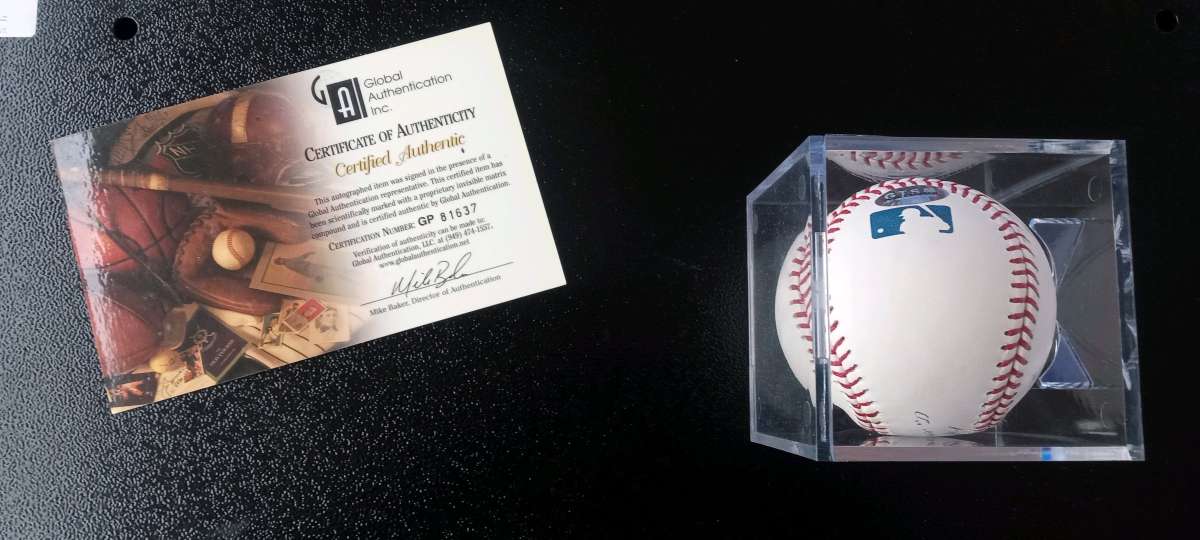 GAI Global
Authentication
Inc.
CERTIFICATE OF AUTHENTICITY
Certified Authentic
This autographed item was signed in the presence of a
Global Authentication representative. This certified item has
been scientifically marked with a proprietary invisible matrix
compound and is certified authentic by Global Authentication.
CERTIFICATION NUMBER: GP 81637
Verification of authenticity can be made to:
Global Authentication, LLC. at (949) 474-1557,
www.globalauthentication.net
Mike Baker
Mike Baker, Director of Authentication